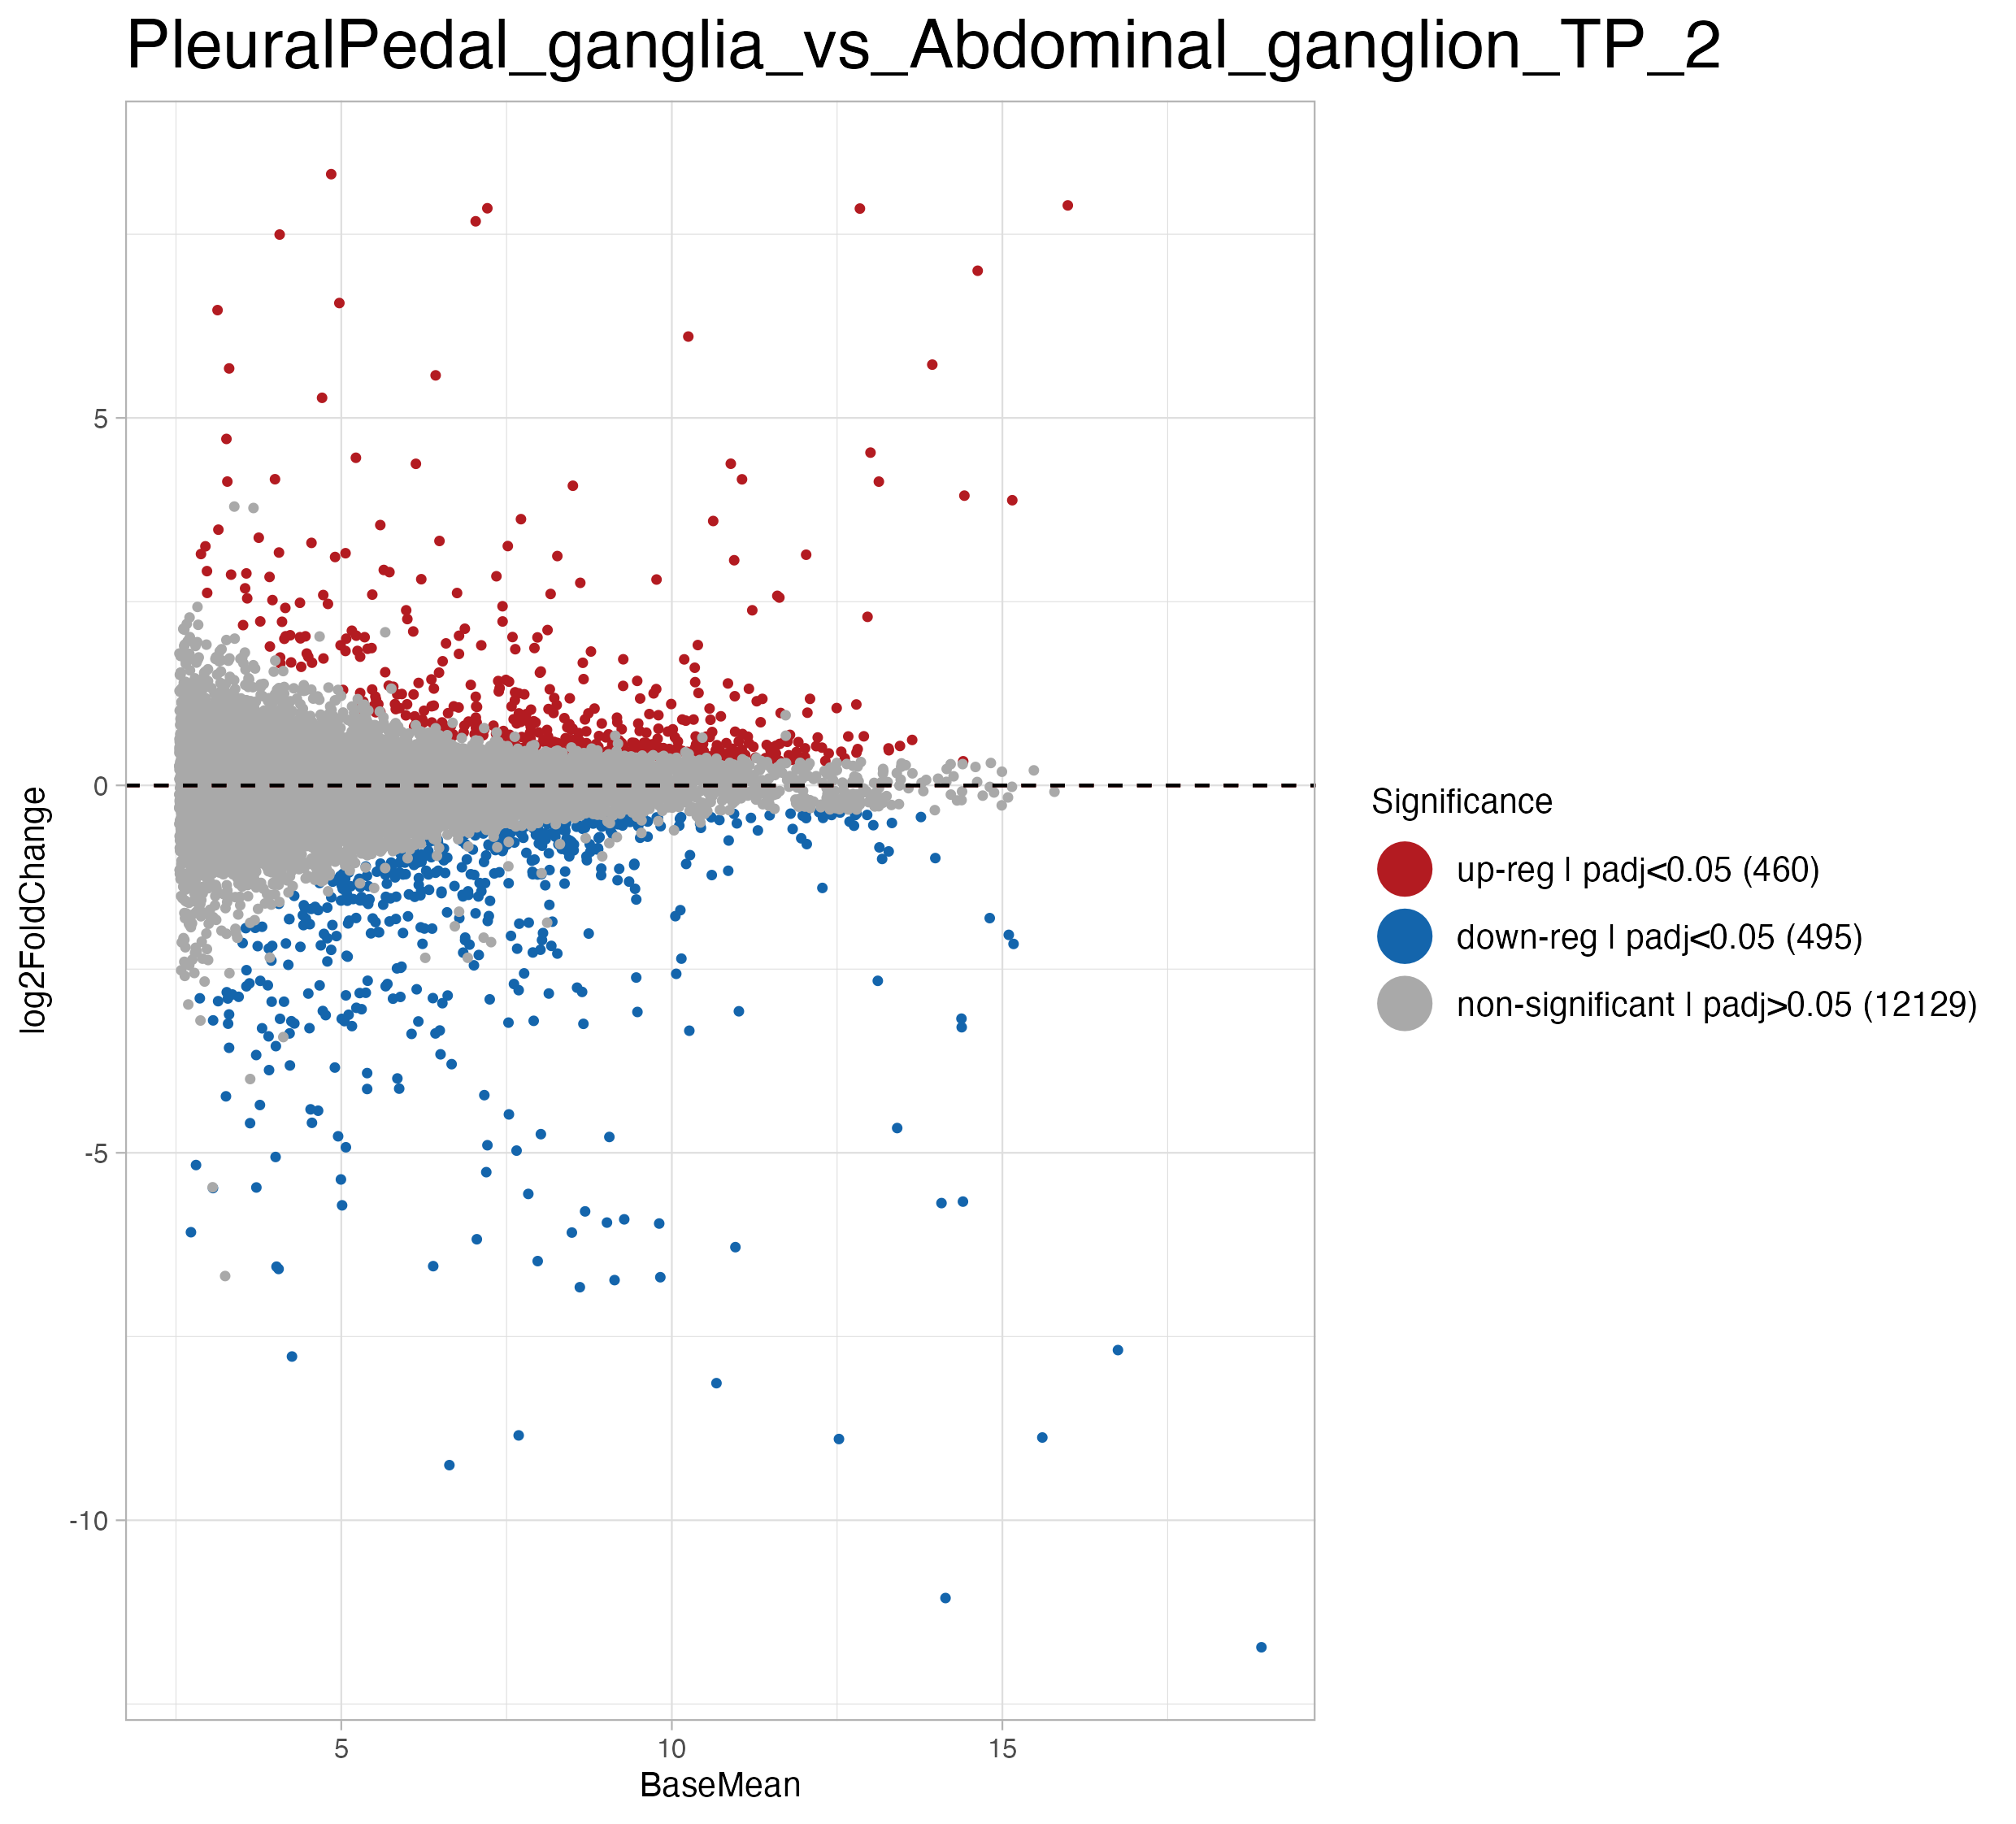 PleuralPedal_ganglia_vs_Abdominal_ganglion_TP_2
5
0
-5
-10
log2FoldChange
5
10
15
BaseMean
Significance
up-reg | padj<0.05 (460)
down-reg | padj<0.05 (495)
non-significant | padj>0.05 (12129)